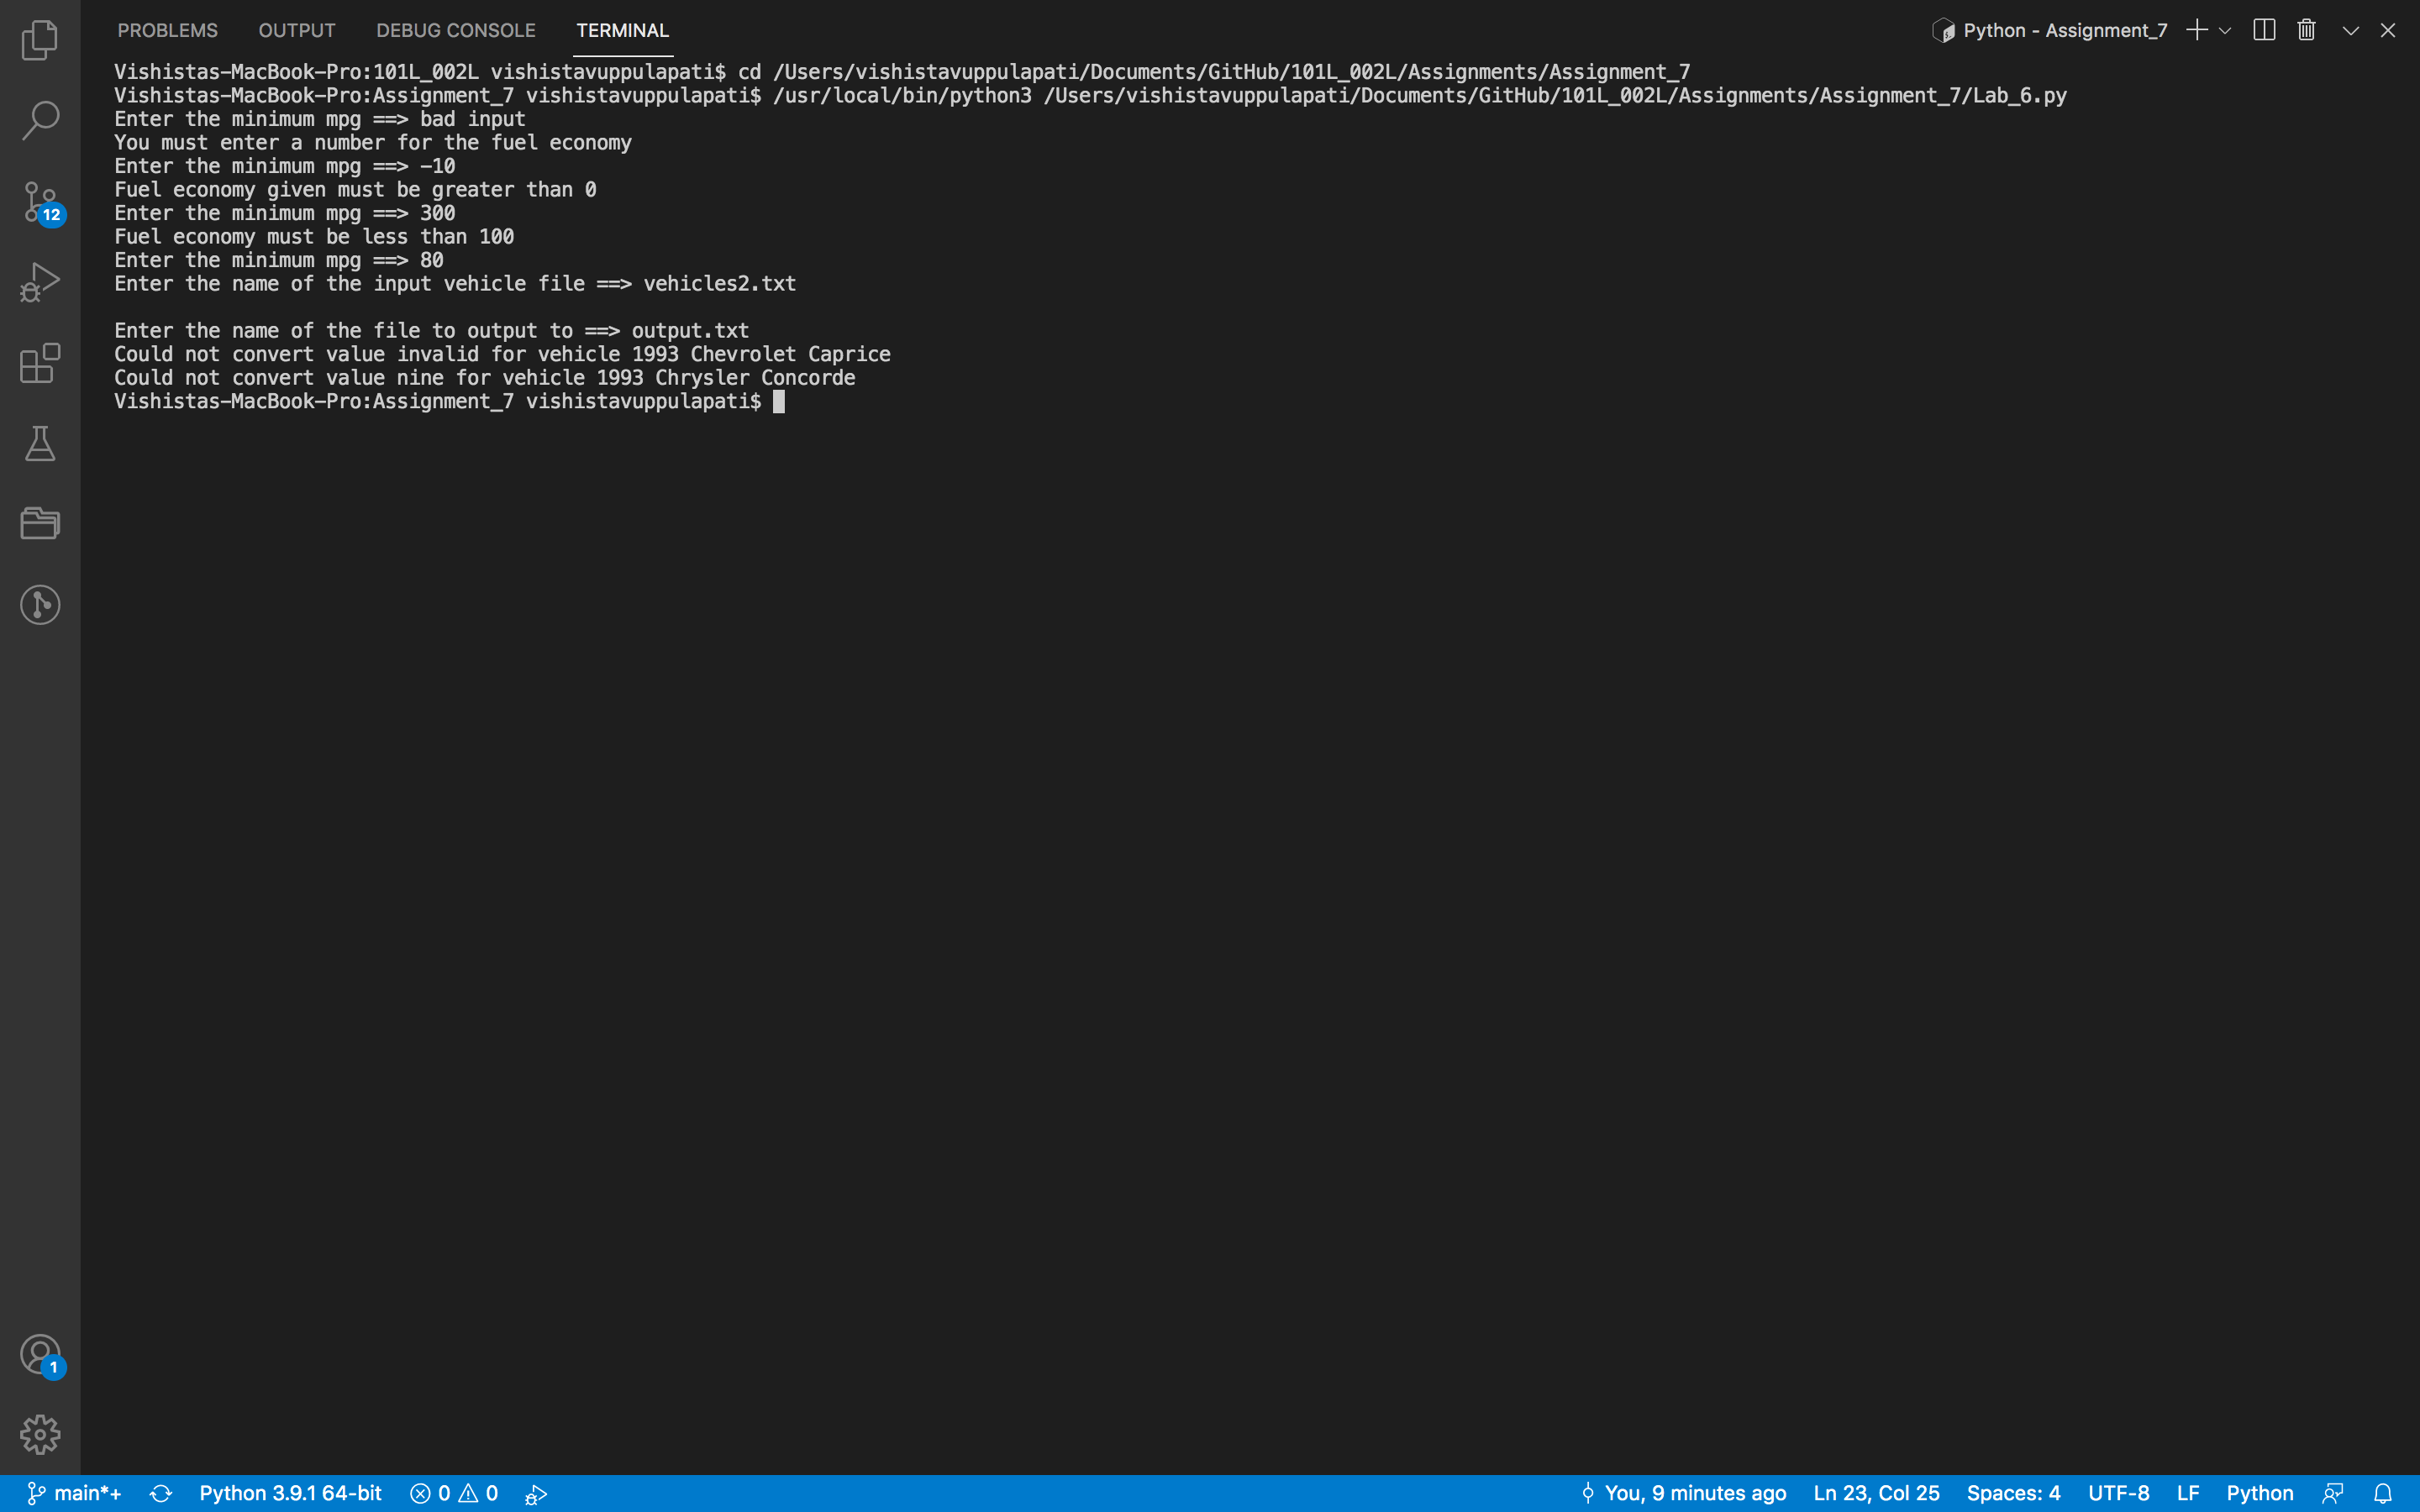 PROBLEMS OUTPUT DEBUG CONSOLE TERMINAL Python - Assignment_7
Vishistas-MacBook-Pro:101L_002L vishistavuppulapati$ cd /Users/vishistavuppulapati/Documents/GitHub/101L_002L/Assignments/Assignment_7
Vishistas-MacBook-Pro:Assignment_7 vishistavuppulapati$ /usr/local/bin/python3 /Users/vishistavuppulapati/Documents/GitHub/101L_002L/Assignments/Assignment_7/Lab_6.py
Enter the minimum mpg ==> bad input
You must enter a number for the fuel economy
Enter the minimum mpg ==> -10
Fuel economy given must be greater than 0
Enter the minimum mpg ==> 300
Fuel economy must be less than 100
Enter the minimum mpg ==> 80
Enter the name of the input vehicle file ==> vehicles2.txt
Enter the name of the file to output to ==> output.txt
Could not convert value invalid for vehicle 1993 Chevrolet Caprice
Could not convert value nine for vehicle 1993 Chrysler Concorde
Vishistas-MacBook-Pro:Assignment_7 vishistavuppulapati$
12
1
main*+ Python 3.9.1 64-bit 0 0 You, 9 minutes ago Ln 23, Col 25 Spaces: 4 UTF-8 LF Python